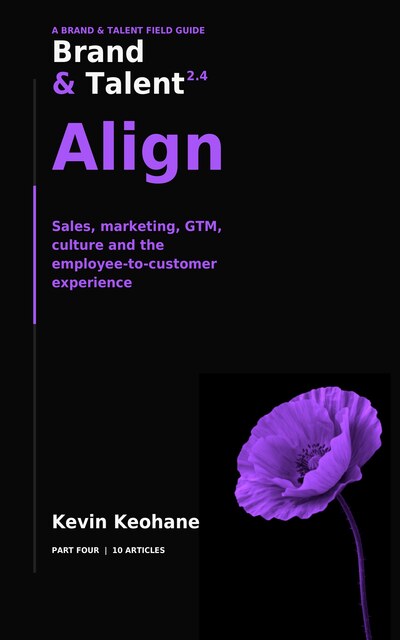 A BRAND & TALENT FIELD GUIDE
Brand
& Talent2.4
Align
Sales, marketing, GTM,
culture and the
employee-to-customer
experience
Kevin Keohane
PART FOUR | 10 ARTICLES